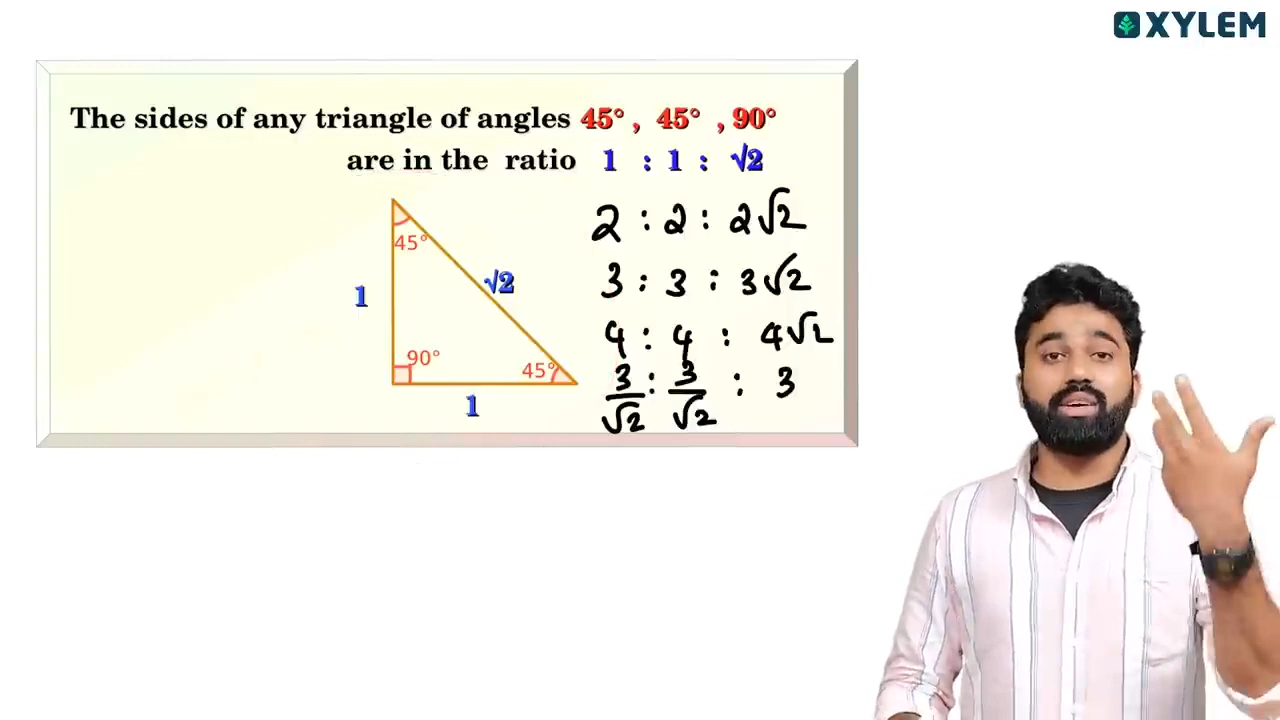 XYLEM
The sides of any triangle of angles 45° , 45° , 90°
are in the ratio 1 : 1 : √2
2 : 2 : 2√2
3 : 3 : 3√2
4 : 4 : 4√2
3/√2 : 3/√2 : 3
45°
√2
1
90°
45°
1